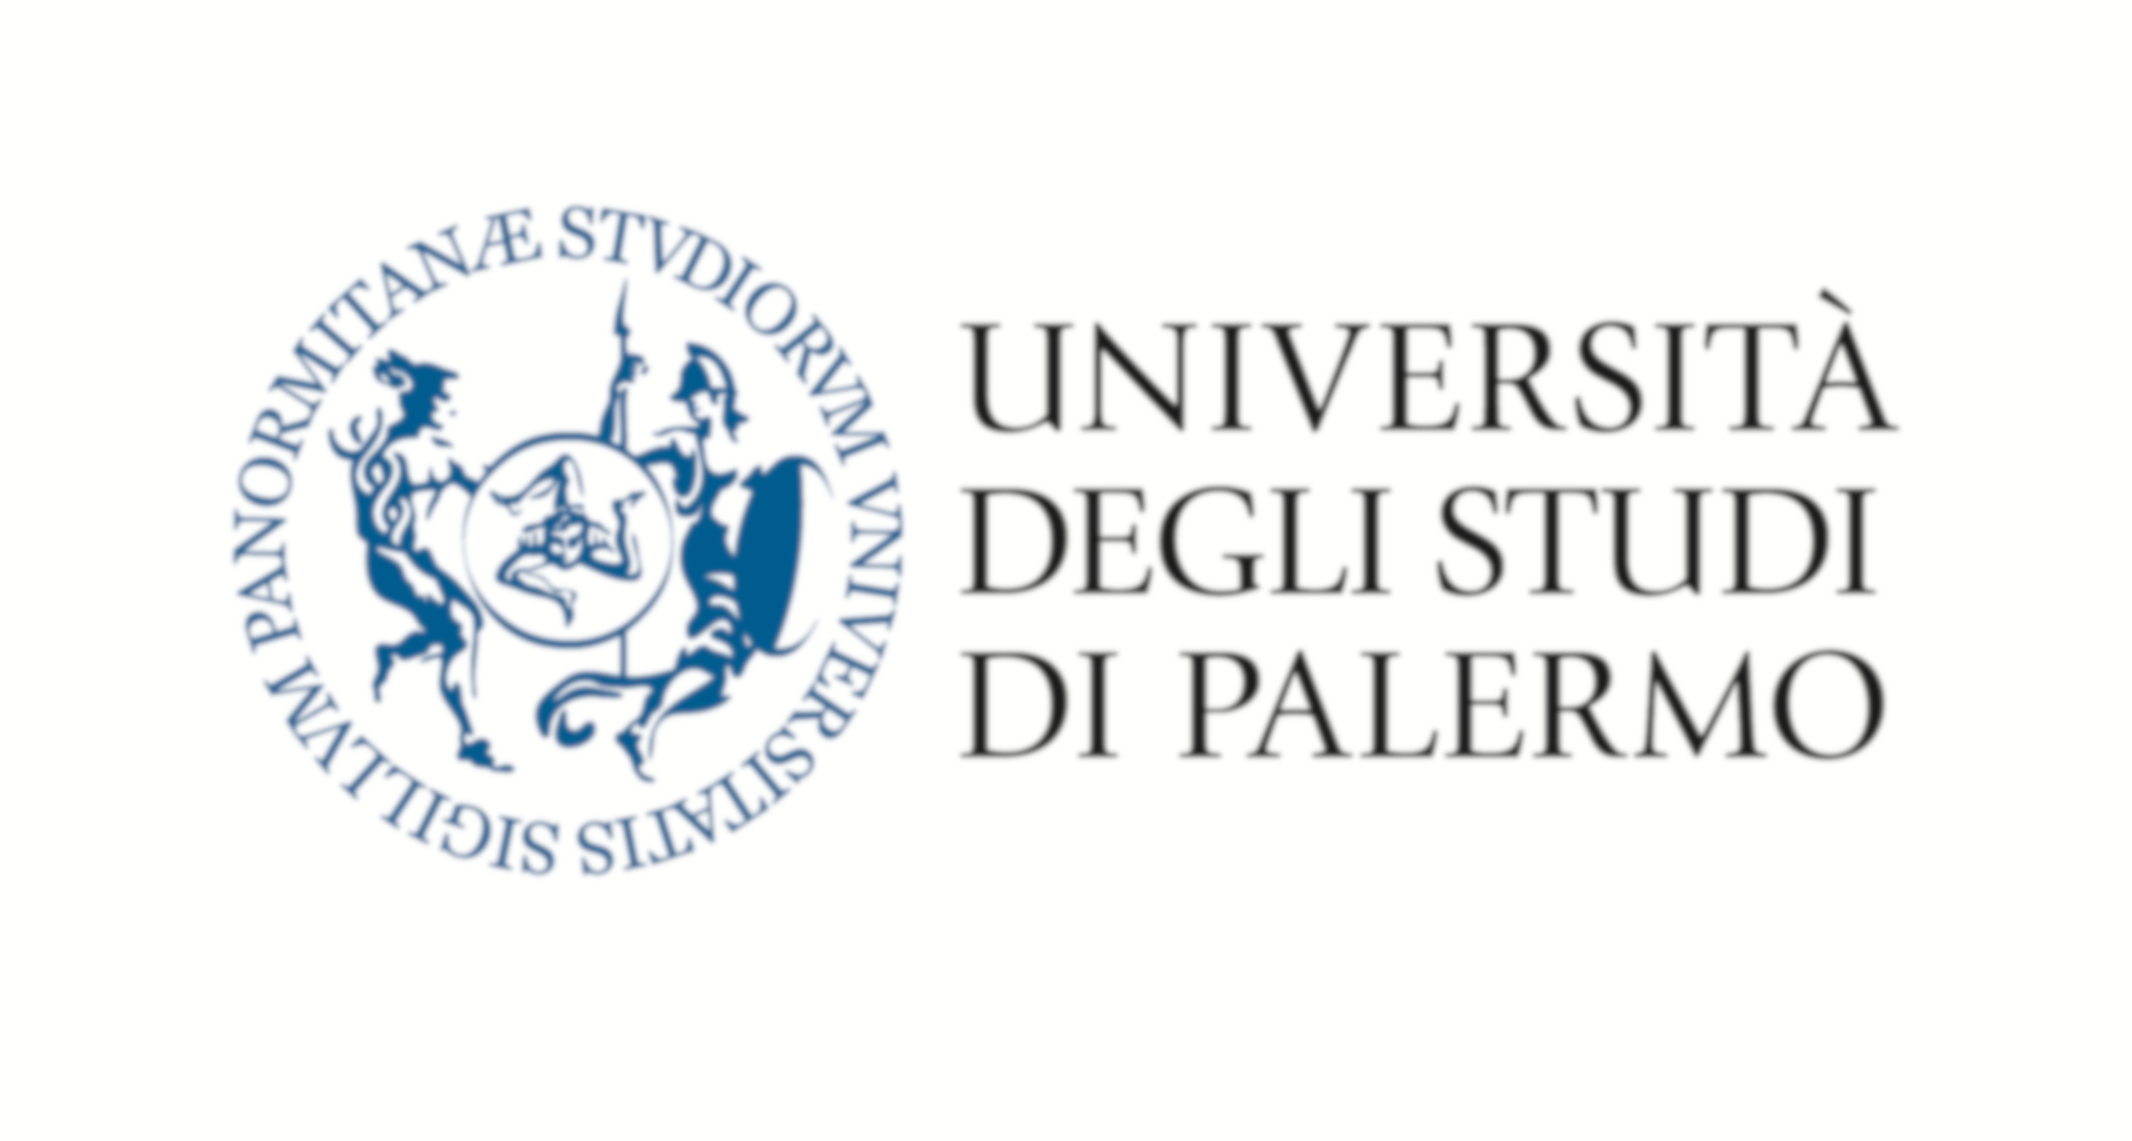 SIGILLVM PANORMITANÆ STVDIORVM VNIVERSITATIS
UNIVERSITÀ
DEGLI STUDI
DI PALERMO